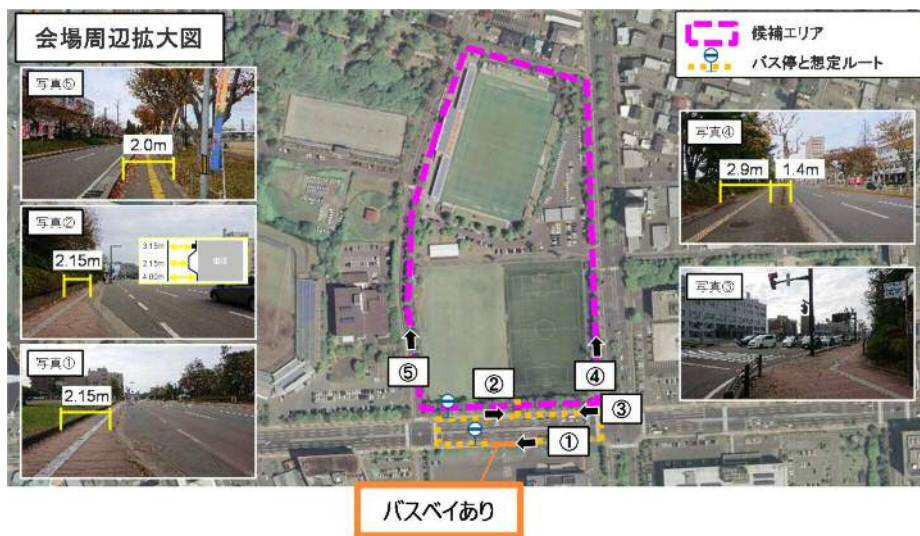 会場周辺拡大図
候補エリア
バス停と想定ルート
写真⑤
2.0m
写真④
2.9m
1.4m
写真②
2.15m
3.15m
2.15m
4.00m
写真③
写真①
2.15m
⑤
②
④
③
①
バスベイあり